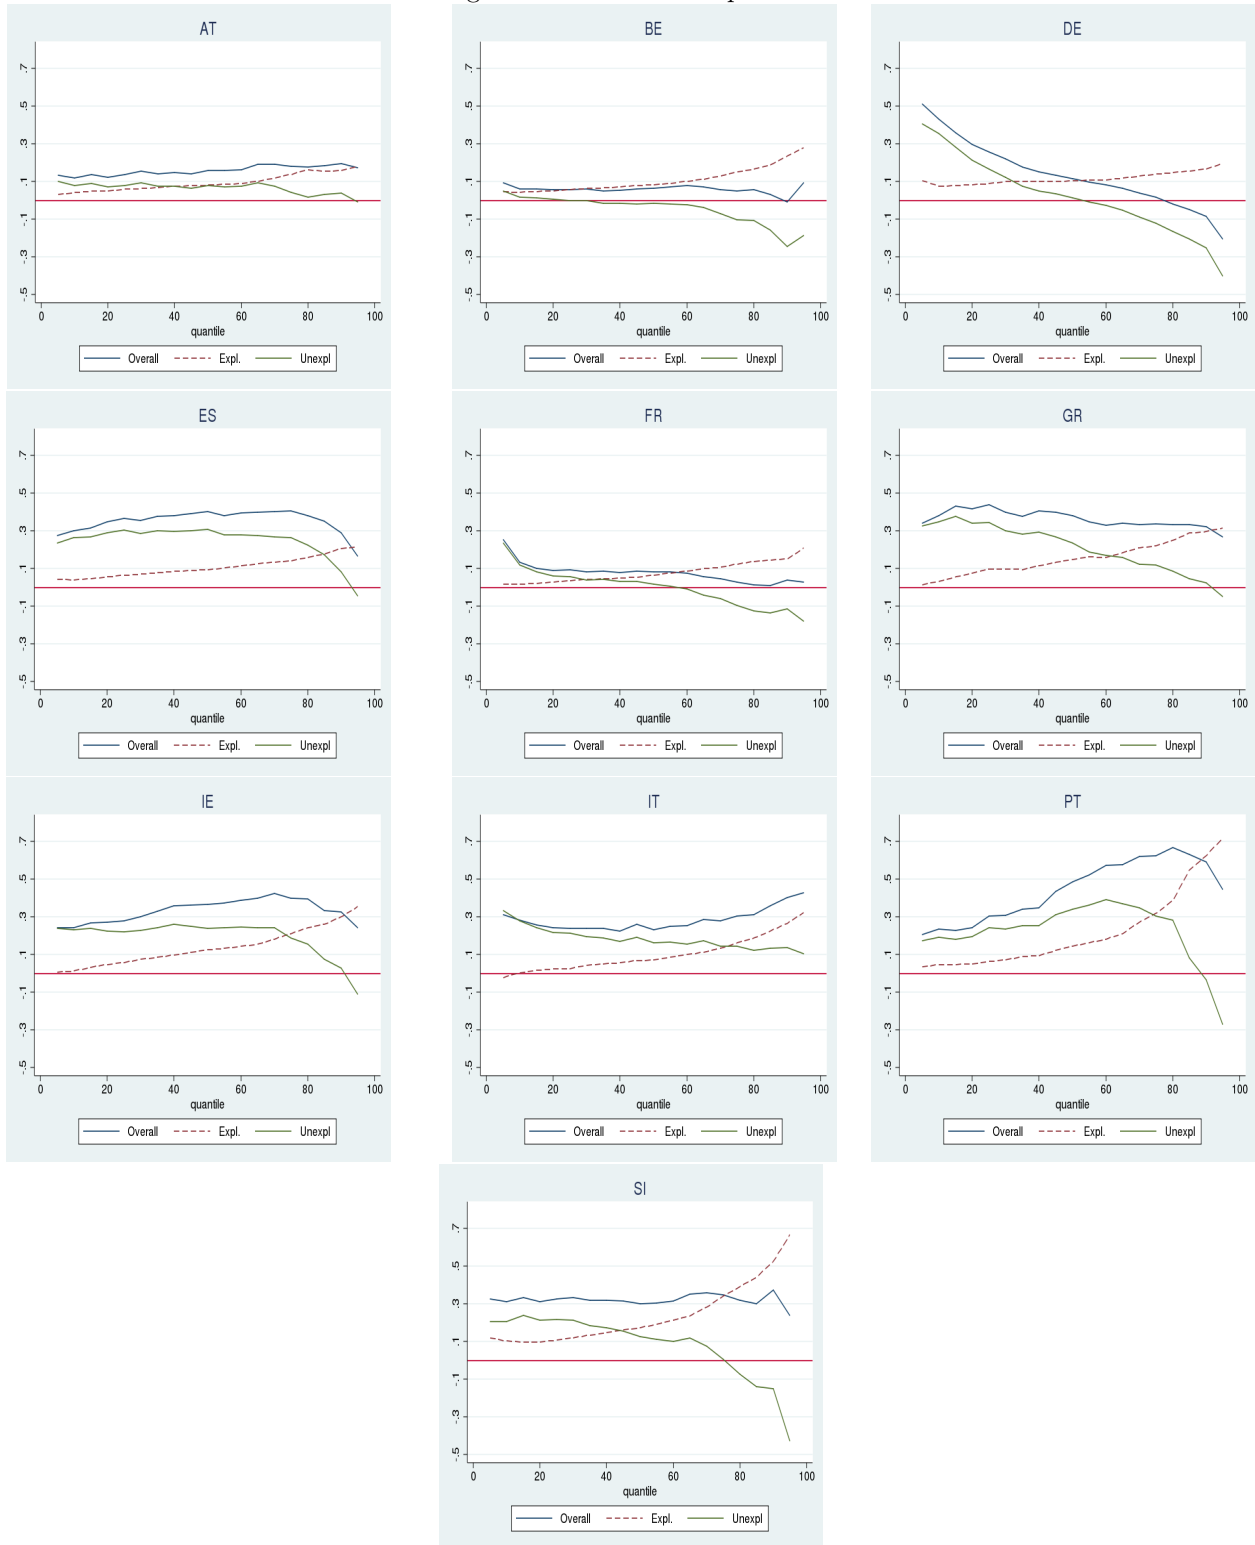 AT BE DE
.7 .7 .7
.5 .5 .5
.3 .3 .3
.1 .1 .1
-.1 -.1 -.1
-.3 -.3 -.3
-.5 -.5 -.5
0 20 40 60 80 100 0 20 40 60 80 100 0 20 40 60 80 100
quantile quantile quantile
Overall Expl. Unexpl Overall Expl. Unexpl Overall Expl. Unexpl
ES FR GR
.7 .7 .7
.5 .5 .5
.3 .3 .3
.1 .1 .1
-.1 -.1 -.1
-.3 -.3 -.3
-.5 -.5 -.5
0 20 40 60 80 100 0 20 40 60 80 100 0 20 40 60 80 100
quantile quantile quantile
Overall Expl. Unexpl Overall Expl. Unexpl Overall Expl. Unexpl
IE IT PT
.7 .7 .7
.5 .5 .5
.3 .3 .3
.1 .1 .1
-.1 -.1 -.1
-.3 -.3 -.3
-.5 -.5 -.5
0 20 40 60 80 100 0 20 40 60 80 100 0 20 40 60 80 100
quantile quantile quantile
Overall Expl. Unexpl Overall Expl. Unexpl Overall Expl. Unexpl
SI
.7
.5
.3
.1
-.1
-.3
-.5
0 20 40 60 80 100
quantile
Overall Expl. Unexpl